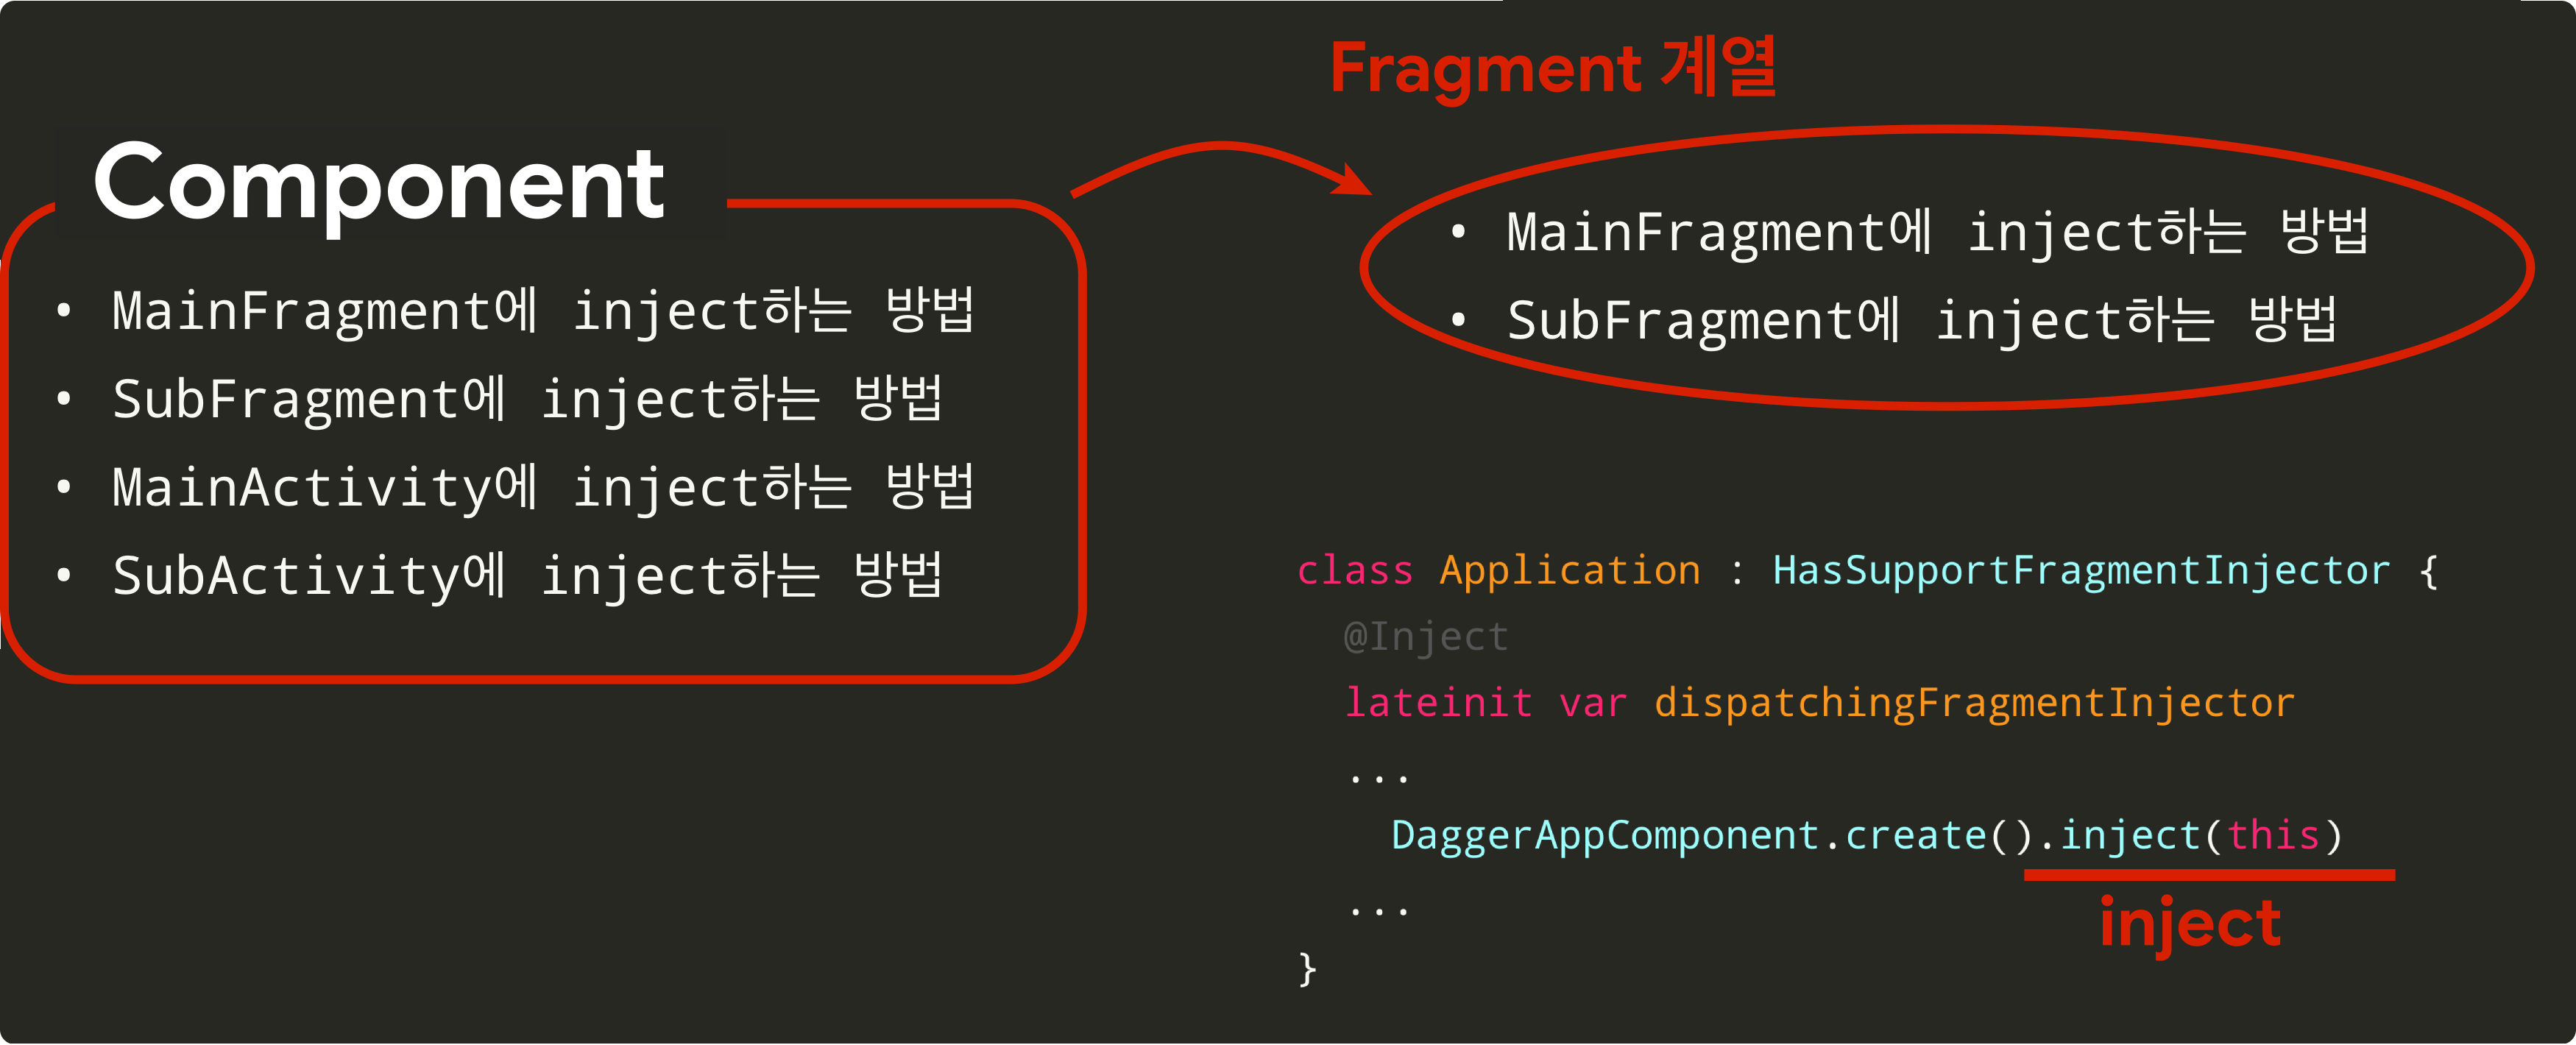 Component
• MainFragment에 inject하는 방법
• SubFragment에 inject하는 방법
• MainActivity에 inject하는 방법
• SubActivity에 inject하는 방법
Fragment 계열
• MainFragment에 inject하는 방법
• SubFragment에 inject하는 방법
class Application : HasSupportFragmentInjector {
@Inject
lateinit var dispatchingFragmentInjector
...
DaggerAppComponent.create().inject(this)
inject
...
}